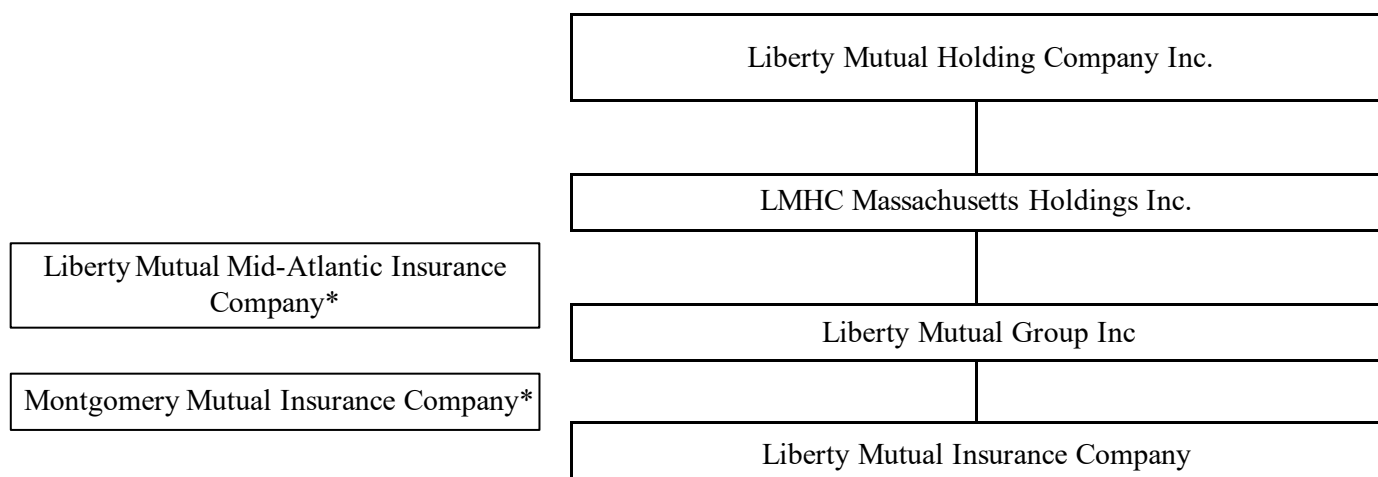 Liberty Mutual Holding Company Inc.
LMHC Massachusetts Holdings Inc.
Liberty Mutual Mid-Atlantic Insurance
Company*
Liberty Mutual Group Inc
Montgomery Mutual Insurance Company*
Liberty Mutual Insurance Company